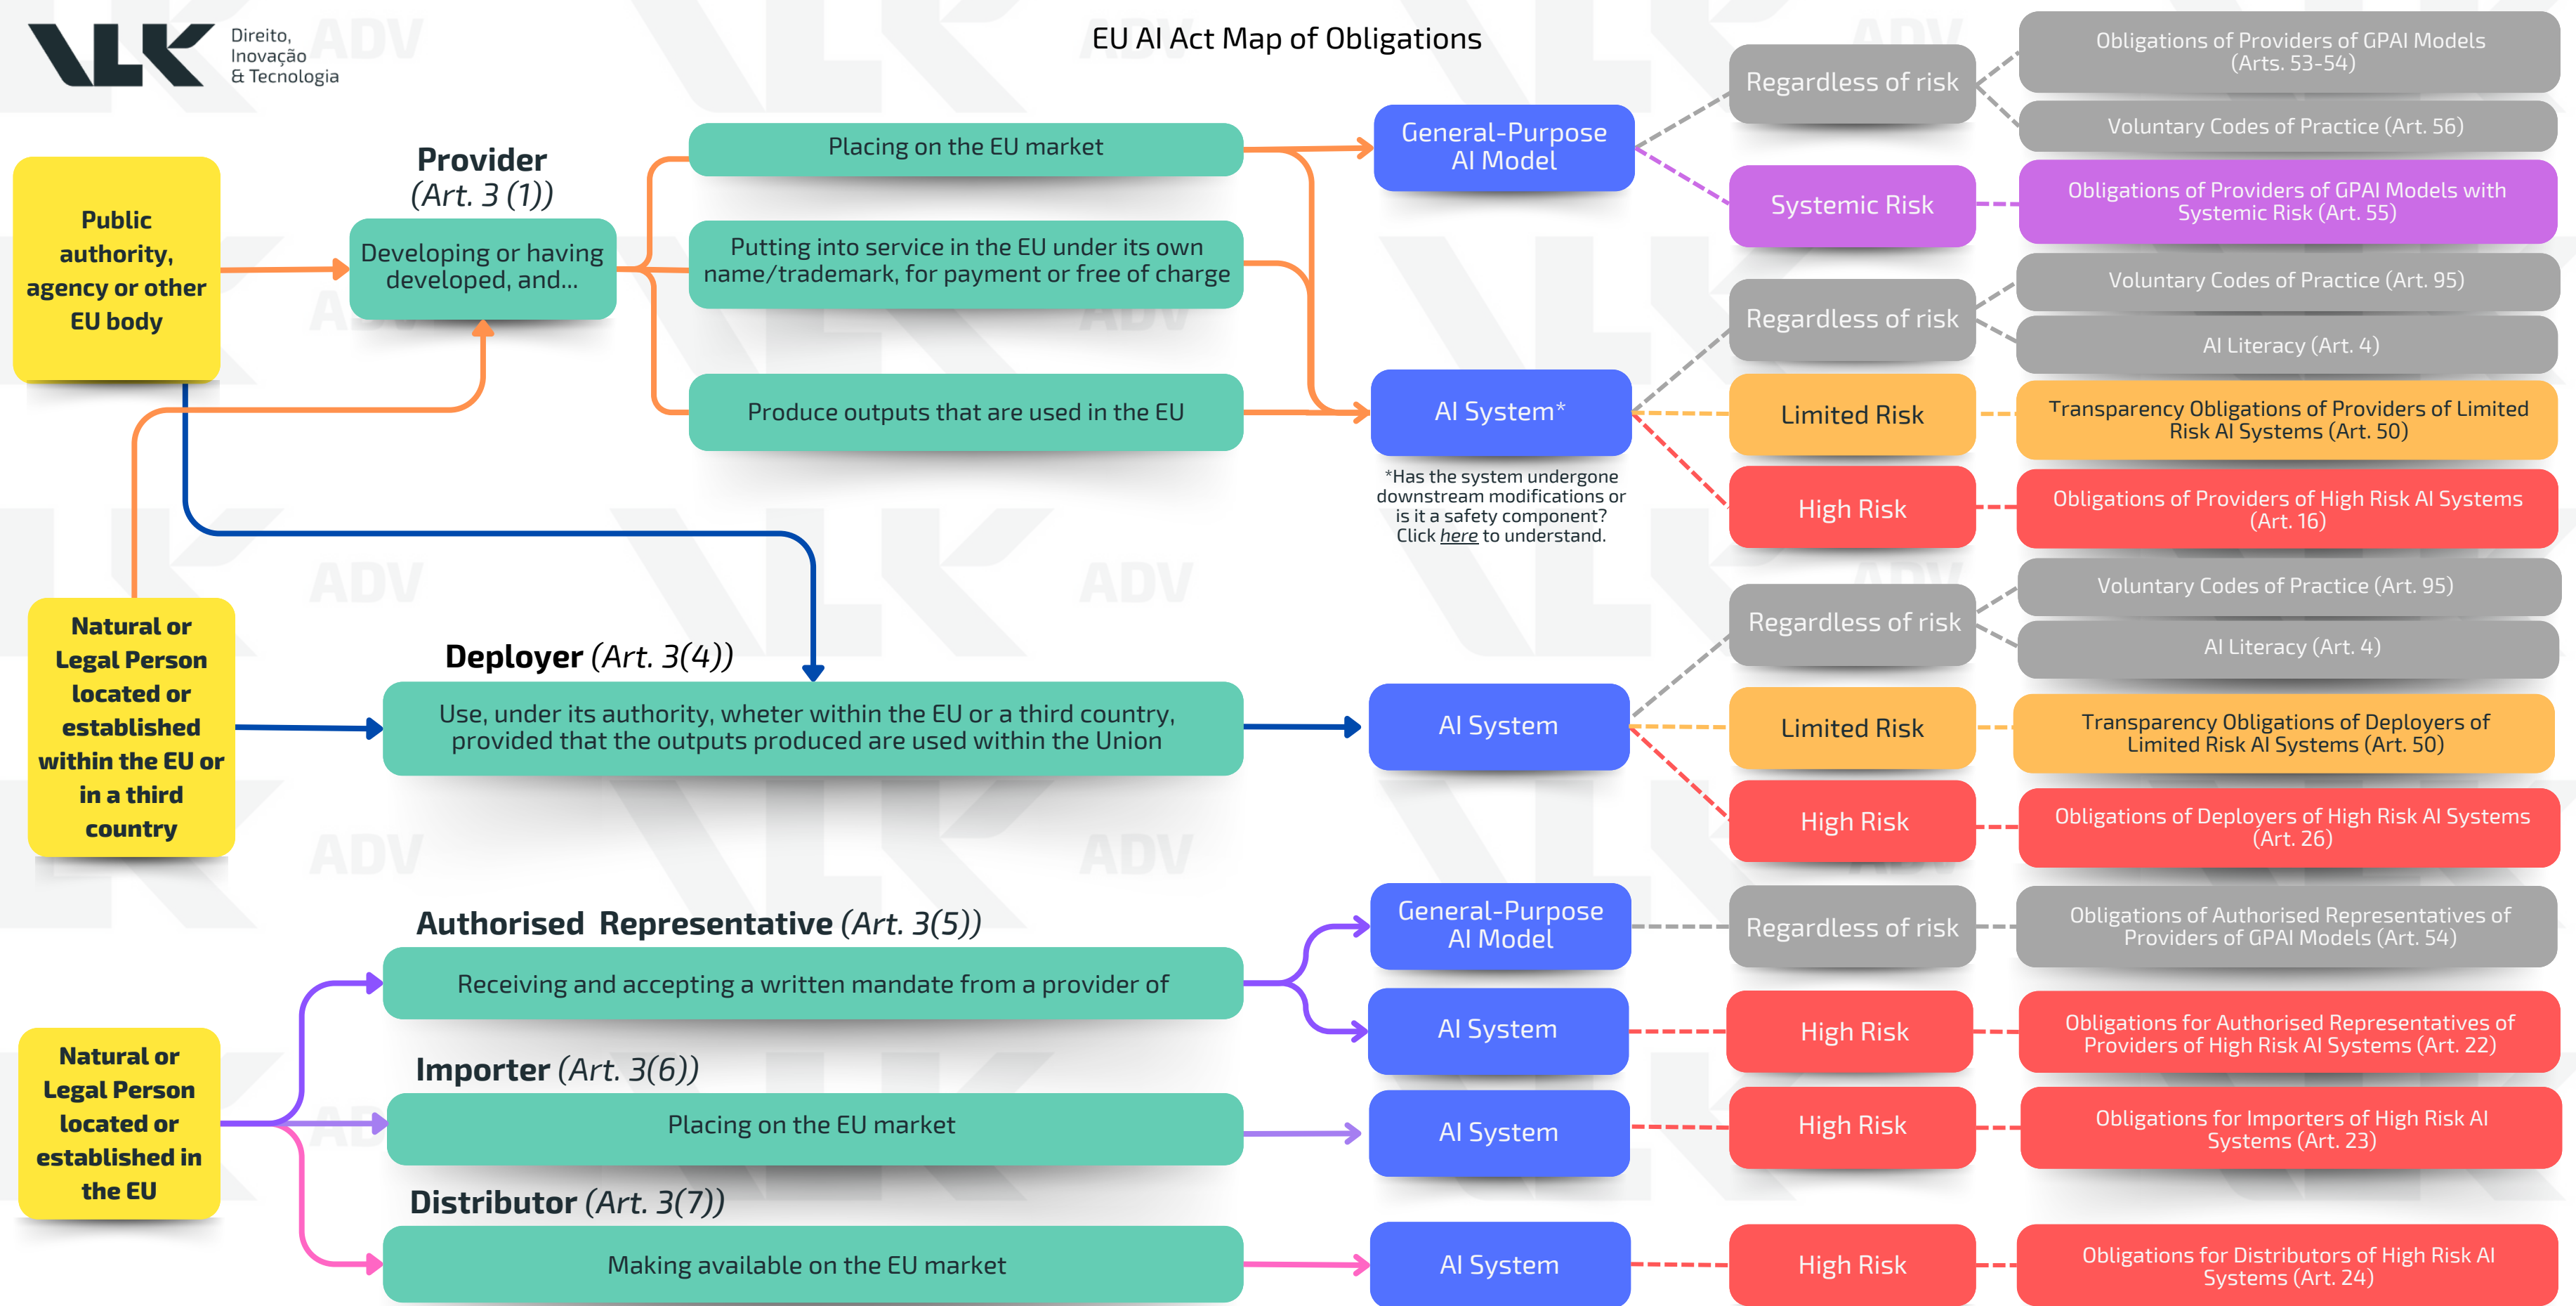 VLK
Direito,
Inovação
& Tecnologia
EU AI Act Map of Obligations
Public
authority,
agency or other
EU body
Natural or
Legal Person
located or
established
within the EU or
in a third
country
Natural or
Legal Person
located or
established in
the EU
Provider
(Art. 3 (1))
Developing or having
developed, and...
Placing on the EU market
Putting into service in the EU under its own
name/trademark, for payment or free of charge
Produce outputs that are used in the EU
General-Purpose
AI Model
Regardless of risk
Obligations of Providers of GPAI Models
(Arts. 53-54)
Voluntary Codes of Practice (Art. 56)
Systemic Risk
Obligations of Providers of GPAI Models with
Systemic Risk (Art. 55)
AI System*
*Has the system undergone
downstream modifications or
is it a safety component?
Click here to understand.
Regardless of risk
Voluntary Codes of Practice (Art. 95)
AI Literacy (Art. 4)
Limited Risk
Transparency Obligations of Providers of Limited
Risk AI Systems (Art. 50)
High Risk
Obligations of Providers of High Risk AI Systems
(Art. 16)
Deployer (Art. 3(4))
Use, under its authority, wheter within the EU or a third country,
provided that the outputs produced are used within the Union
AI System
Regardless of risk
Voluntary Codes of Practice (Art. 95)
AI Literacy (Art. 4)
Limited Risk
Transparency Obligations of Deployers of
Limited Risk AI Systems (Art. 50)
High Risk
Obligations of Deployers of High Risk AI Systems
(Art. 26)
Authorised Representative (Art. 3(5))
Receiving and accepting a written mandate from a provider of
General-Purpose
AI Model
Regardless of risk
Obligations of Authorised Representatives of
Providers of GPAI Models (Art. 54)
AI System
High Risk
Obligations for Authorised Representatives of
Providers of High Risk AI Systems (Art. 22)
Importer (Art. 3(6))
Placing on the EU market
AI System
High Risk
Obligations for Importers of High Risk AI
Systems (Art. 23)
Distributor (Art. 3(7))
Making available on the EU market
AI System
High Risk
Obligations for Distributors of High Risk AI
Systems (Art. 24)
ADV
ADV
ADV
ADV
ADV
ADV
ADV
ADV